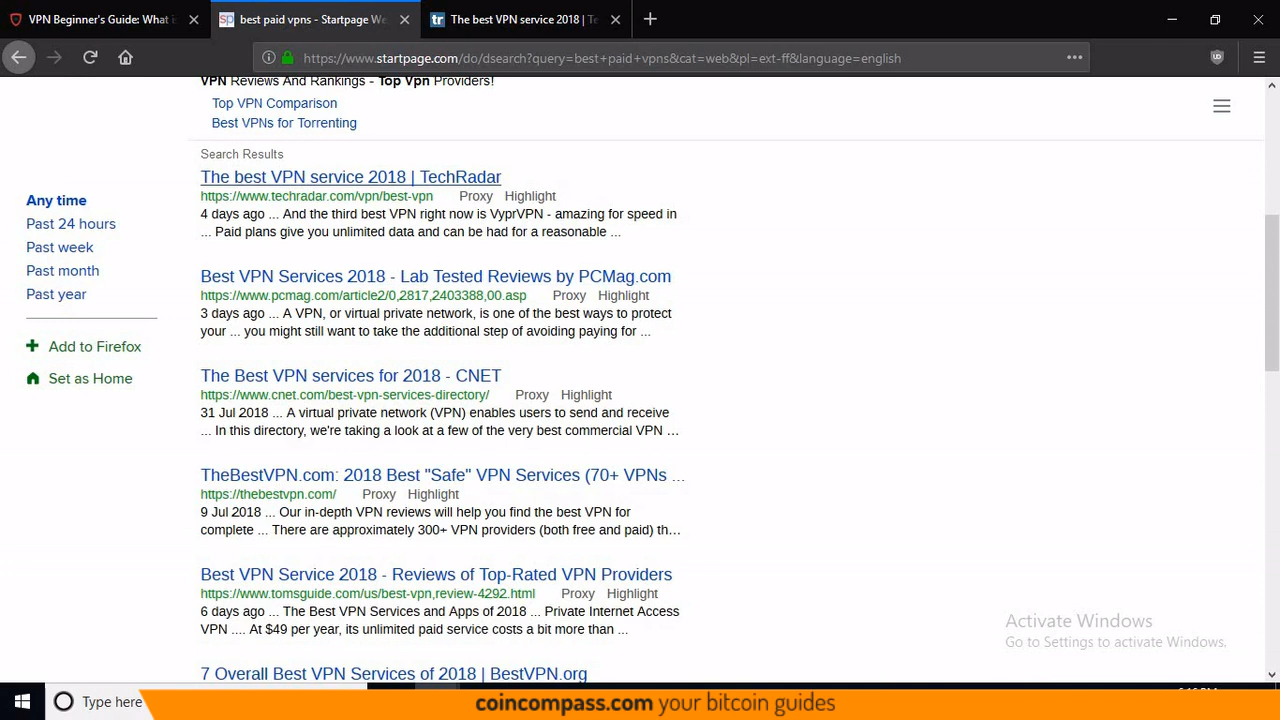 VPN Beginner's Guide: What is
best paid vpns - Startpage We
The best VPN service 2018 | Te
https://www.startpage.com/do/dsearch?query=best+paid+vpns&cat=web&pl=ext-ff&language=english
VPN Reviews And Rankings - Top Vpn Providers!
Top VPN Comparison
Best VPNs for Torrenting
Search Results
The best VPN service 2018 | TechRadar
https://www.techradar.com/vpn/best-vpn Proxy Highlight
4 days ago ... And the third best VPN right now is VyprVPN - amazing for speed in
... Paid plans give you unlimited data and can be had for a reasonable ...
Any time
Past 24 hours
Past week
Past month
Past year
Add to Firefox
Set as Home
Best VPN Services 2018 - Lab Tested Reviews by PCMag.com
https://www.pcmag.com/article2/0,2817,2403388,00.asp Proxy Highlight
3 days ago ... A VPN, or virtual private network, is one of the best ways to protect
your ... you might still want to take the additional step of avoiding paying for ...
The Best VPN services for 2018 - CNET
https://www.cnet.com/best-vpn-services-directory/ Proxy Highlight
31 Jul 2018 ... A virtual private network (VPN) enables users to send and receive
... In this directory, we're taking a look at a few of the very best commercial VPN ...
TheBestVPN.com: 2018 Best "Safe" VPN Services (70+ VPNs ...
https://thebestvpn.com/ Proxy Highlight
9 Jul 2018 ... Our in-depth VPN reviews will help you find the best VPN for
complete ... There are approximately 300+ VPN providers (both free and paid) th...
Best VPN Service 2018 - Reviews of Top-Rated VPN Providers
https://www.tomsguide.com/us/best-vpn,review-4292.html Proxy Highlight
6 days ago ... The Best VPN Services and Apps of 2018 ... Private Internet Access
VPN .... At $49 per year, its unlimited paid service costs a bit more than ...
7 Overall Best VPN Services of 2018 | BestVPN.org
Activate Windows
Go to Settings to activate Windows.
Type here
coincompass.com your bitcoin guides